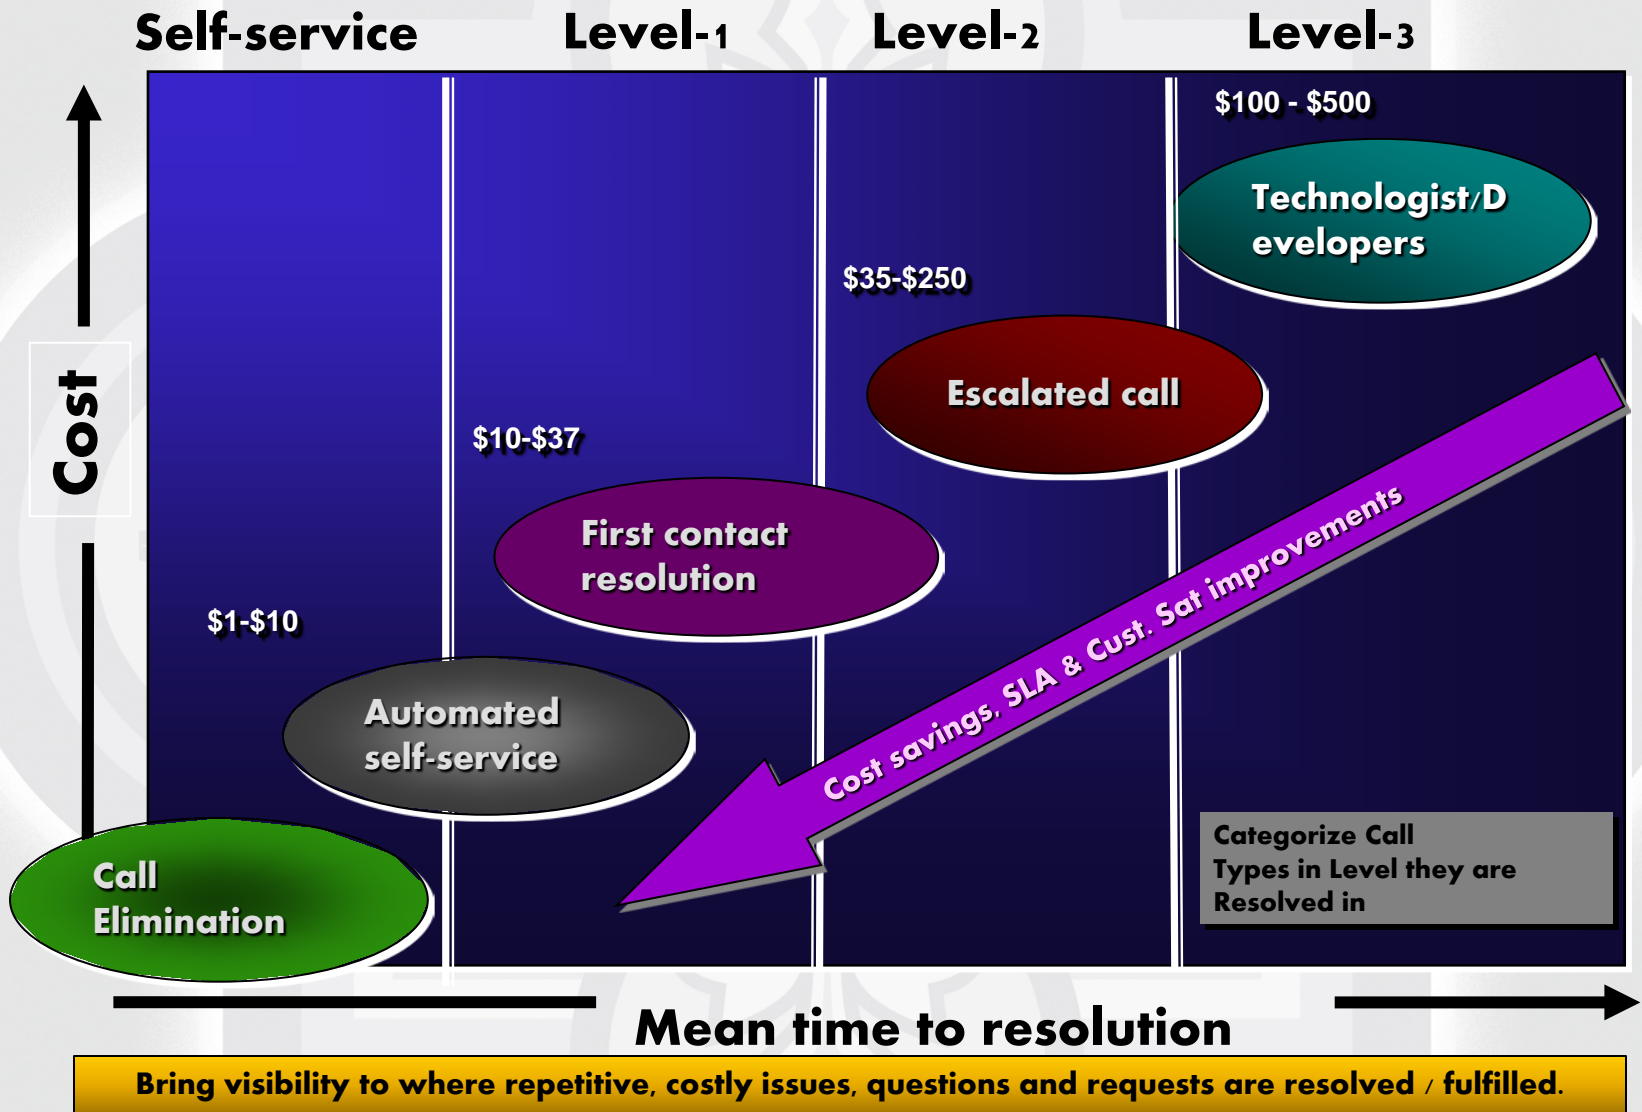 Self-service
Level-1
Level-2
Level-3
$100 - $500
Technologist/D
evelopers
$35-$250
Escalated call
Cost
$10-$37
First contact
resolution
$1-$10
Automated
self-service
Cost savings, SLA & Cust. Sat improvements
Call
Elimination
Categorize Call
Types in Level they are
Resolved in
Mean time to resolution
Bring visibility to where repetitive, costly issues, questions and requests are resolved / fulfilled.